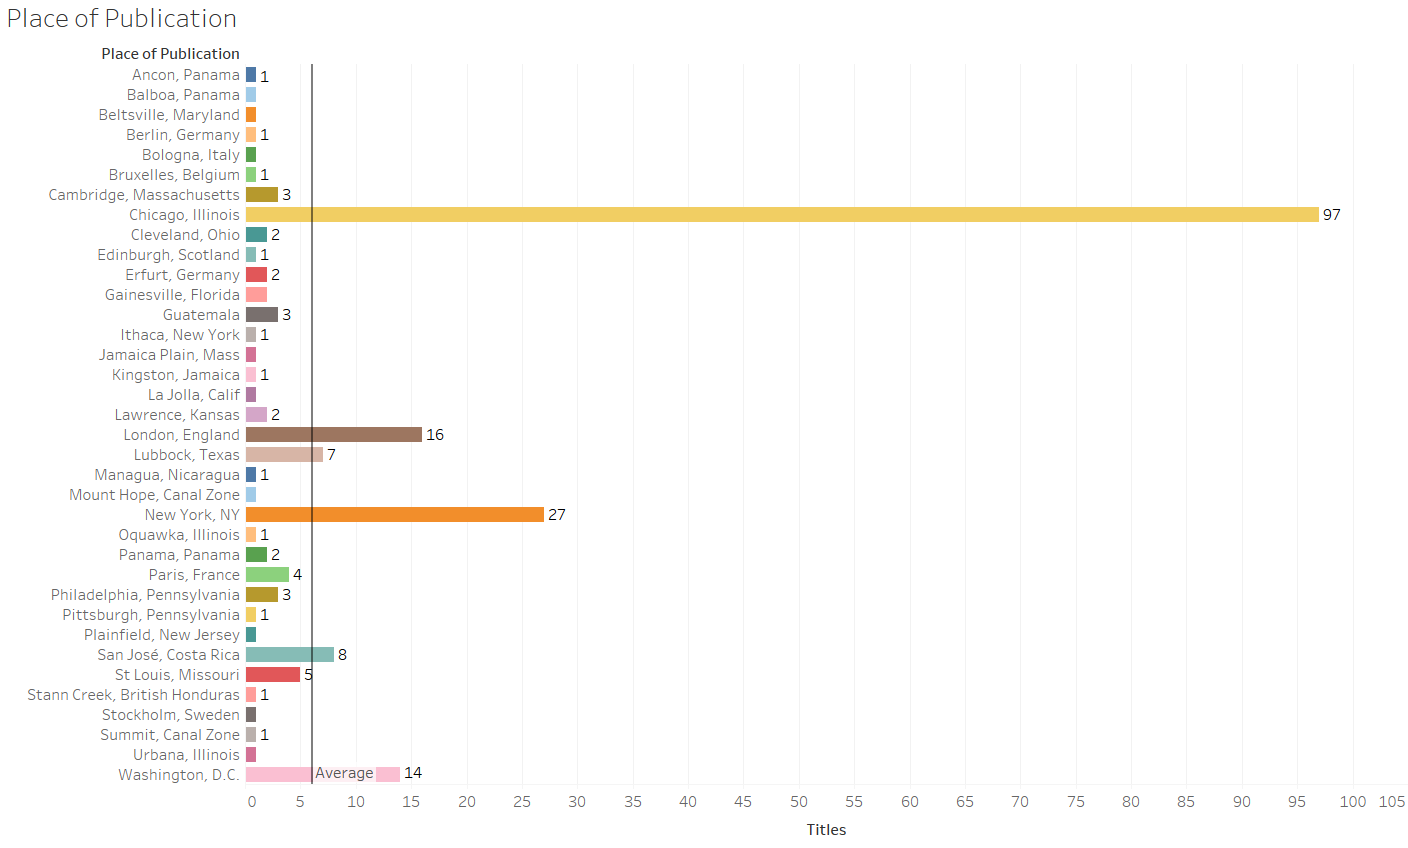 Place of Publication
Place of Publication
Ancon, Panama 1
Balboa, Panama
Beltsville, Maryland
Berlin, Germany 1
Bologna, Italy
Bruxelles, Belgium 1
Cambridge, Massachusetts 3
Chicago, Illinois 97
Cleveland, Ohio 2
Edinburgh, Scotland 1
Erfurt, Germany 2
Gainesville, Florida
Guatemala 3
Ithaca, New York 1
Jamaica Plain, Mass
Kingston, Jamaica 1
La Jolla, Calif
Lawrence, Kansas 2
London, England 16
Lubbock, Texas 7
Managua, Nicaragua 1
Mount Hope, Canal Zone
New York, NY 27
Oquawka, Illinois 1
Panama, Panama 2
Paris, France 4
Philadelphia, Pennsylvania 3
Pittsburgh, Pennsylvania 1
Plainfield, New Jersey
San José, Costa Rica 8
St Louis, Missouri 5
Stann Creek, British Honduras 1
Stockholm, Sweden
Summit, Canal Zone 1
Urbana, Illinois
Washington, D.C. Average 14
0 5 10 15 20 25 30 35 40 45 50 55 60 65 70 75 80 85 90 95 100 105
Titles